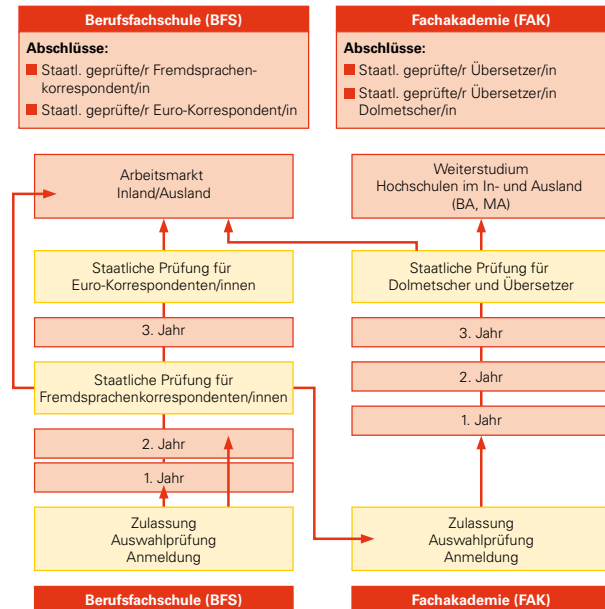 Berufsfachschule (BFS)
Abschlüsse:
Staatl. geprüfte/r Fremdsprachen-
korrespondent/in
Staatl. geprüfte/r Euro-Korrespondent/in
Fachakademie (FAK)
Abschlüsse:
Staatl. geprüfte/r Übersetzer/in
Staatl. geprüfte/r Übersetzer/in
Dolmetscher/in
Arbeitsmarkt
Inland/Ausland
Weiterstudium
Hochschulen im In- und Ausland
(BA, MA)
Staatliche Prüfung für
Euro-Korrespondenten/innen
Staatliche Prüfung für
Dolmetscher und Übersetzer
3. Jahr
3. Jahr
Staatliche Prüfung für
Fremdsprachenkorrespondenten/innen
2. Jahr
1. Jahr
2. Jahr
1. Jahr
Zulassung
Auswahlprüfung
Anmeldung
Zulassung
Auswahlprüfung
Anmeldung
Berufsfachschule (BFS)
Fachakademie (FAK)